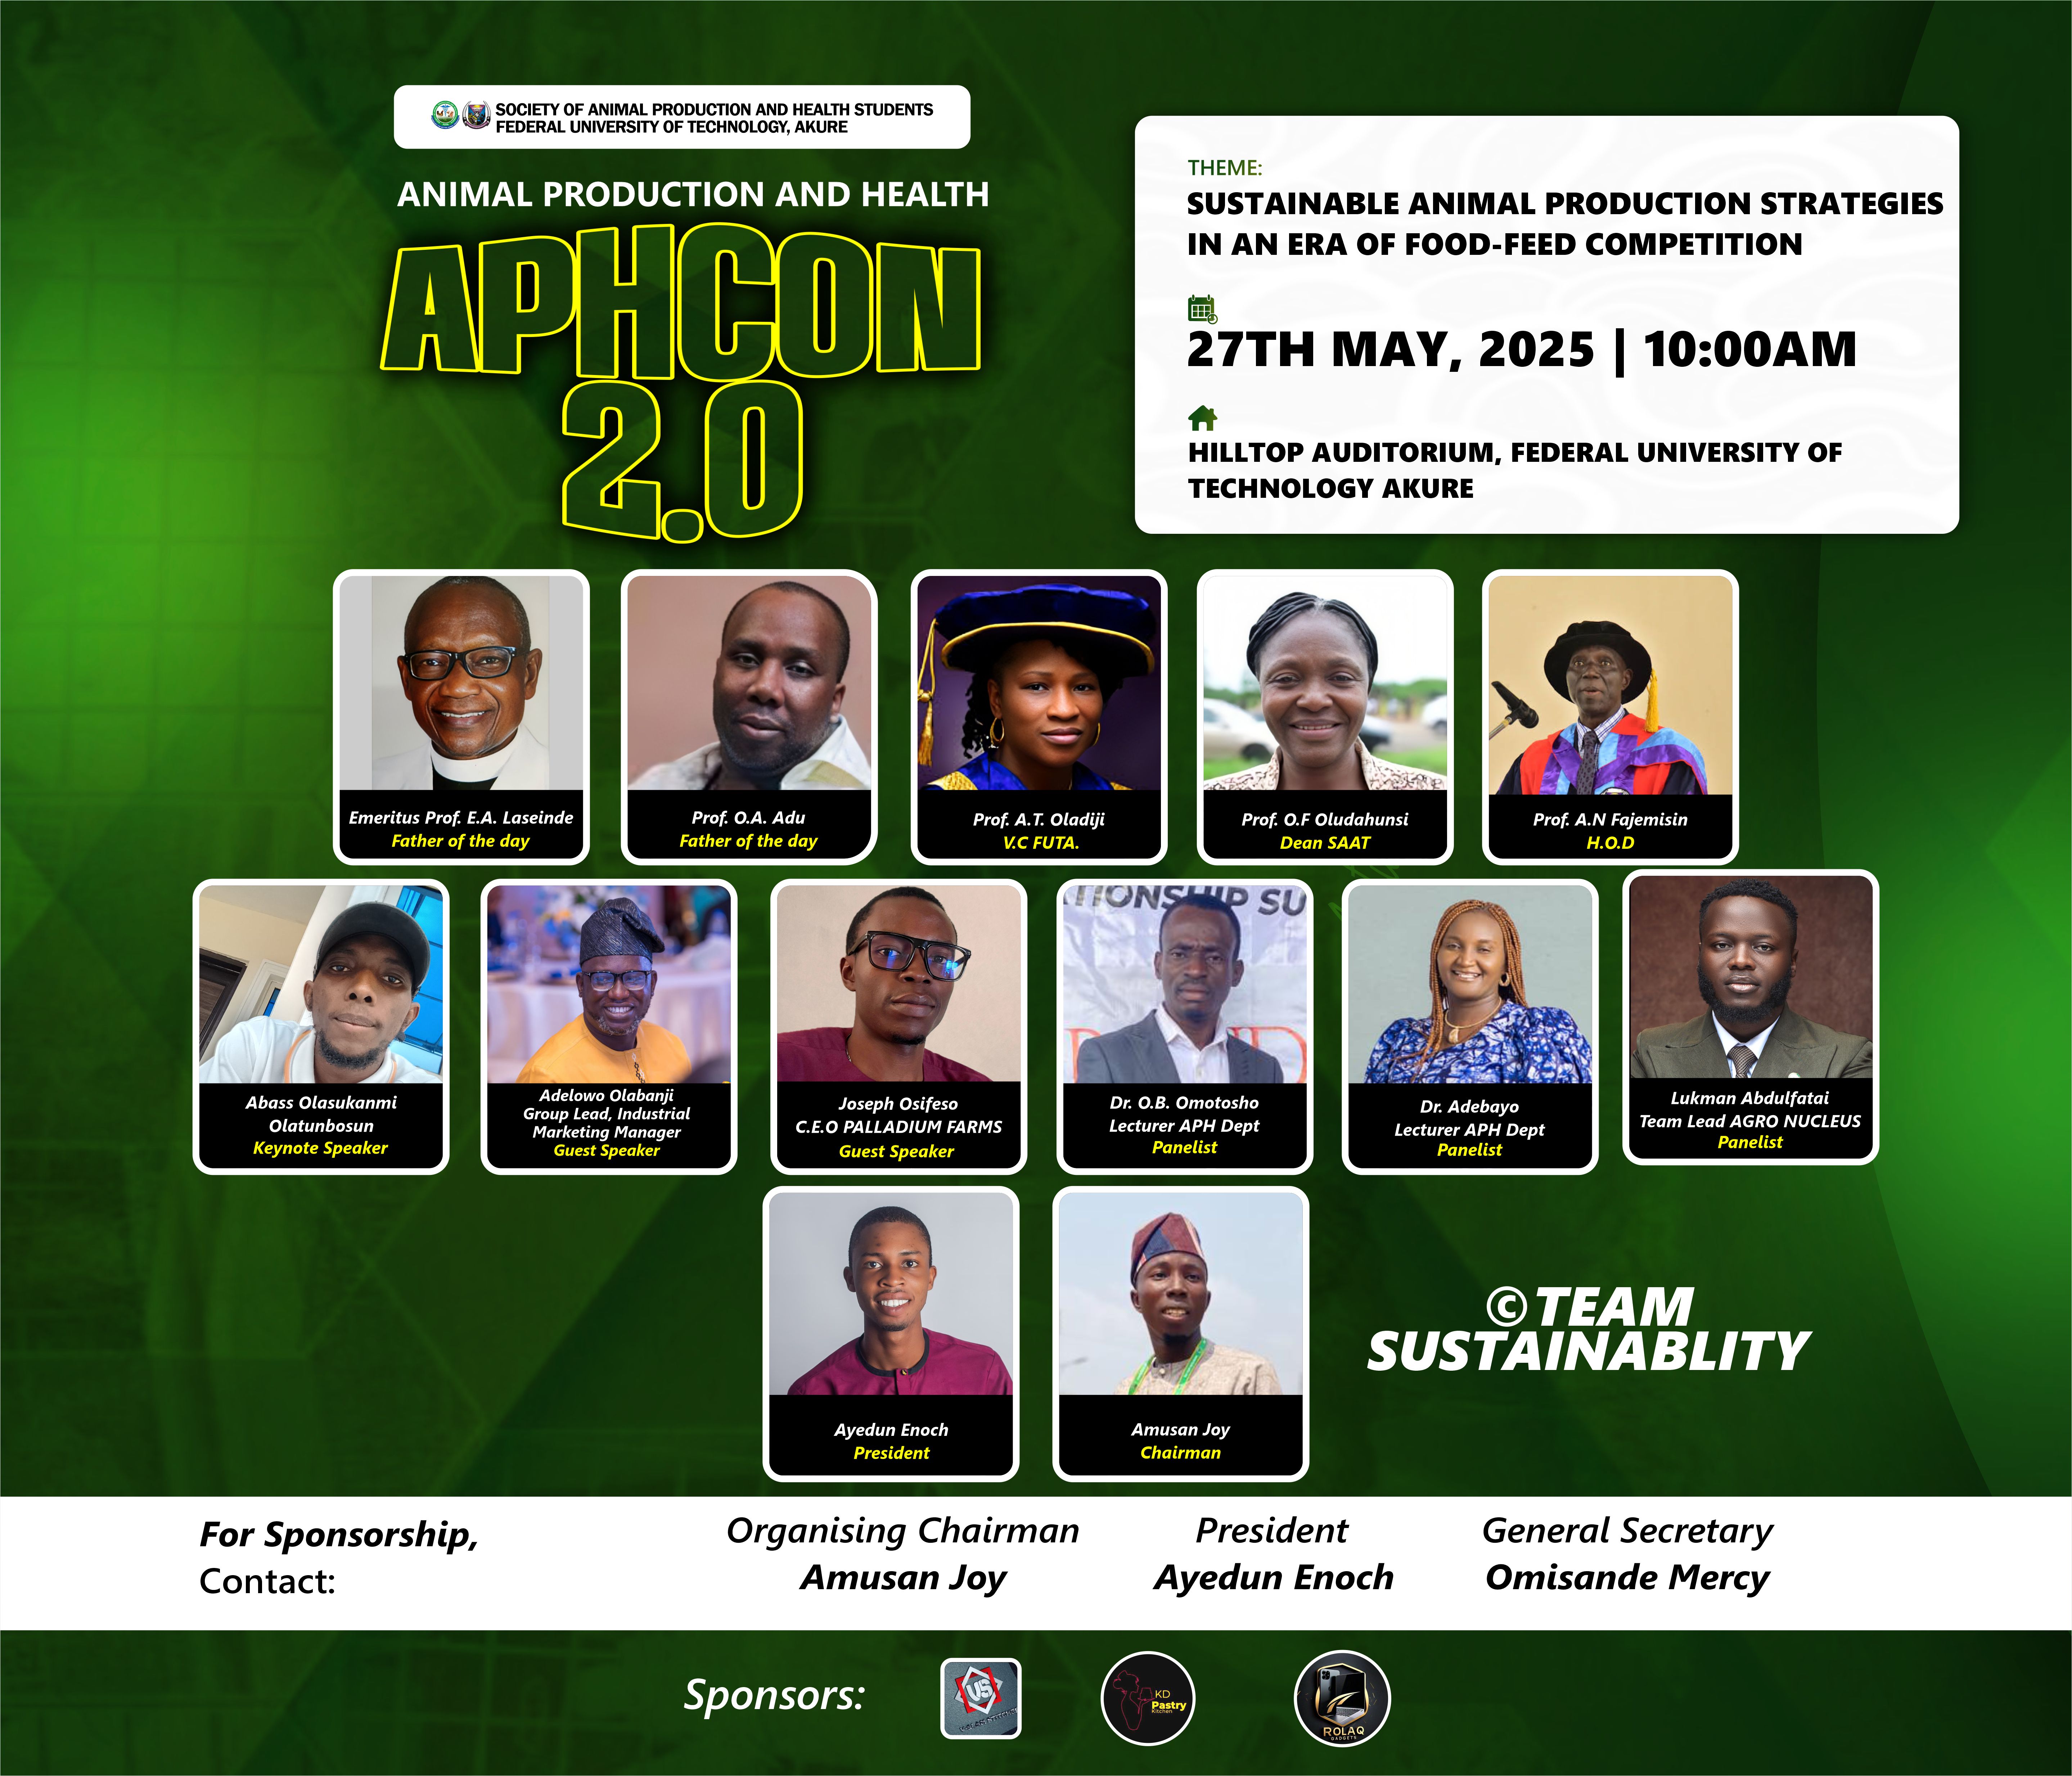 SOCIETY OF ANIMAL PRODUCTION AND HEALTH STUDENTS
FEDERAL UNIVERSITY OF TECHNOLOGY, AKURE
ANIMAL PRODUCTION AND HEALTH
APHCON
2.0
THEME:
SUSTAINABLE ANIMAL PRODUCTION STRATEGIES
IN AN ERA OF FOOD-FEED COMPETITION
27TH MAY, 2025 | 10:00AM
HILLTOP AUDITORIUM, FEDERAL UNIVERSITY OF
TECHNOLOGY AKURE
Emeritus Prof. E.A. Laseinde
Father of the day
Prof. O.A. Adu
Father of the day
Prof. A.T. Oladiji
V.C FUTA.
Prof. O.F Oludahunsi
Dean SAAT
Prof. A.N Fajemisin
H.O.D
Abass Olasukanmi
Olatunbosun
Keynote Speaker
Adelowo Olabanji
Group Lead, Industrial
Marketing Manager
Guest Speaker
Joseph Osifeso
C.E.O PALLADIUM FARMS
Guest Speaker
TIONSHIP SU
Dr. O.B. Omotosho
Lecturer APH Dept
Panelist
Dr. Adebayo
Lecturer APH Dept
Panelist
Lukman Abdulfatai
Team Lead AGRO NUCLEUS
Panelist
Ayedun Enoch
President
Amusan Joy
Chairman
©TEAM
SUSTAINABLITY
For Sponsorship,
Contact:
Organising Chairman
Amusan Joy
President
Ayedun Enoch
General Secretary
Omisande Mercy
Sponsors:
VS
KD
Pastry
Kitchen
ROLAQ
GADGETS